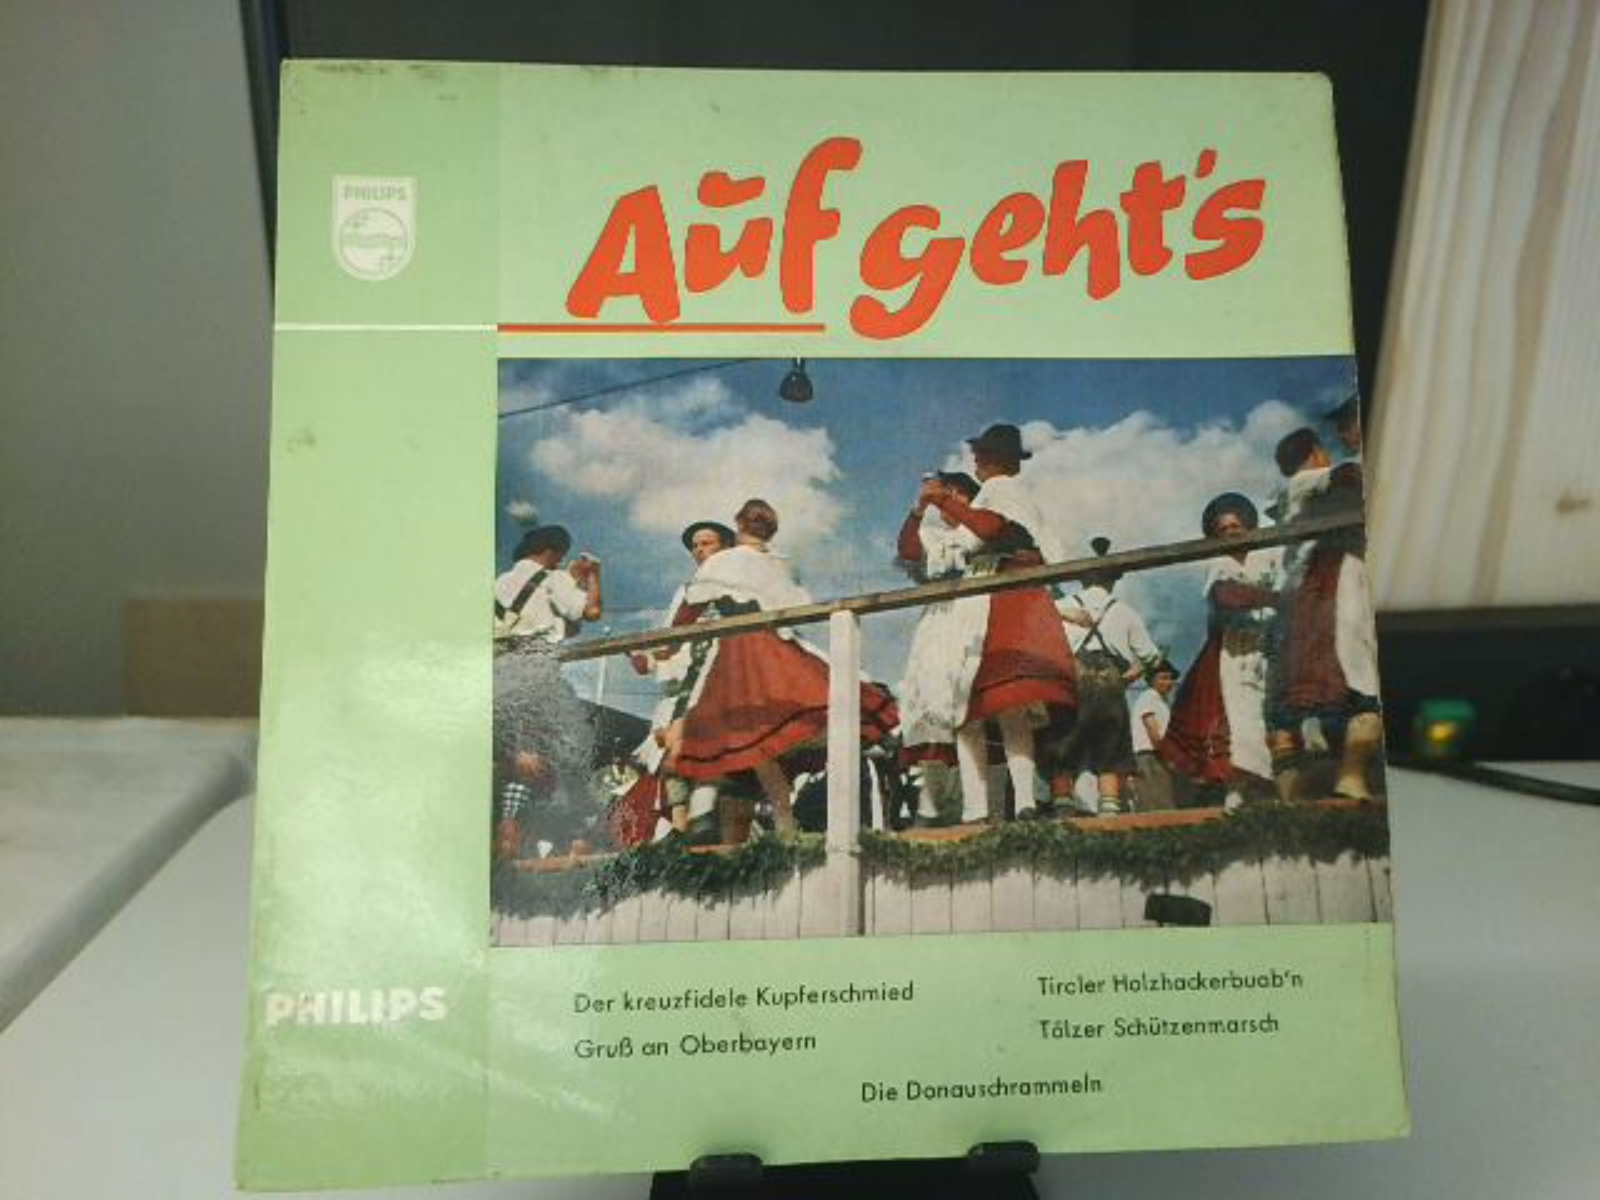 PHILIPS
Auf geht's
PHILIPS
Der kreuzfidele Kupferschmied
Gruß an Oberbayern
Tiroler Holzhackerbuab'n
Tölzer Schützenmarsch
Die Donauschrammeln